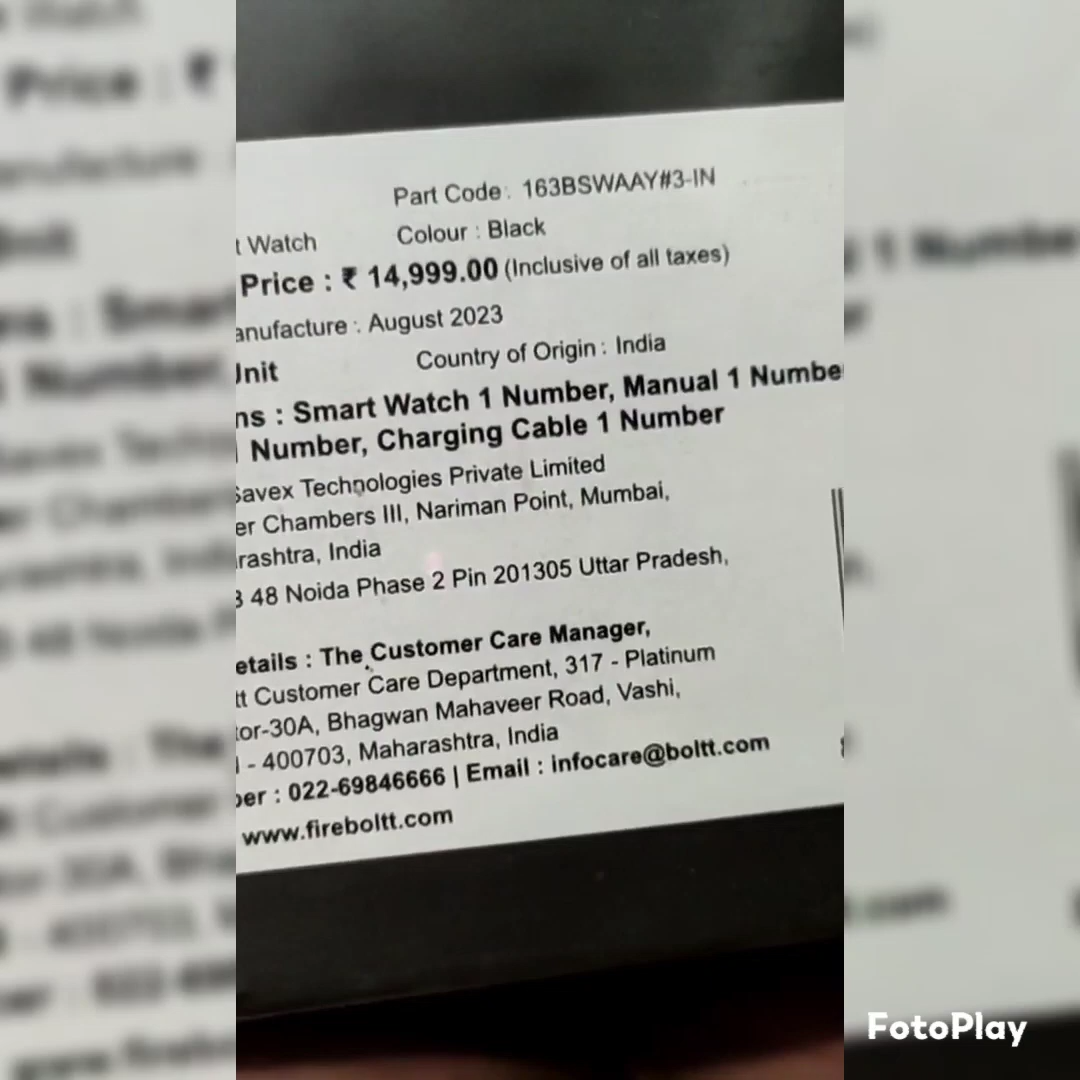 Part Code : 163BSWAAY#3-IN
t Watch Colour : Black
Price : ₹ 14,999.00 (Inclusive of all taxes)
anufacture : August 2023
Unit Country of Origin : India
ns : Smart Watch 1 Number, Manual 1 Numbe
Number, Charging Cable 1 Number
Savex Technologies Private Limited
er Chambers III, Nariman Point, Mumbai,
rashtra, India
48 Noida Phase 2 Pin 201305 Uttar Pradesh,
etails : The Customer Care Manager,
tt Customer Care Department, 317 - Platinum
tor-30A, Bhagwan Mahaveer Road, Vashi,
- 400703, Maharashtra, India
ber : 022-69846666 | Email : infocare@boltt.com
www.fireboltt.com
FotoPlay